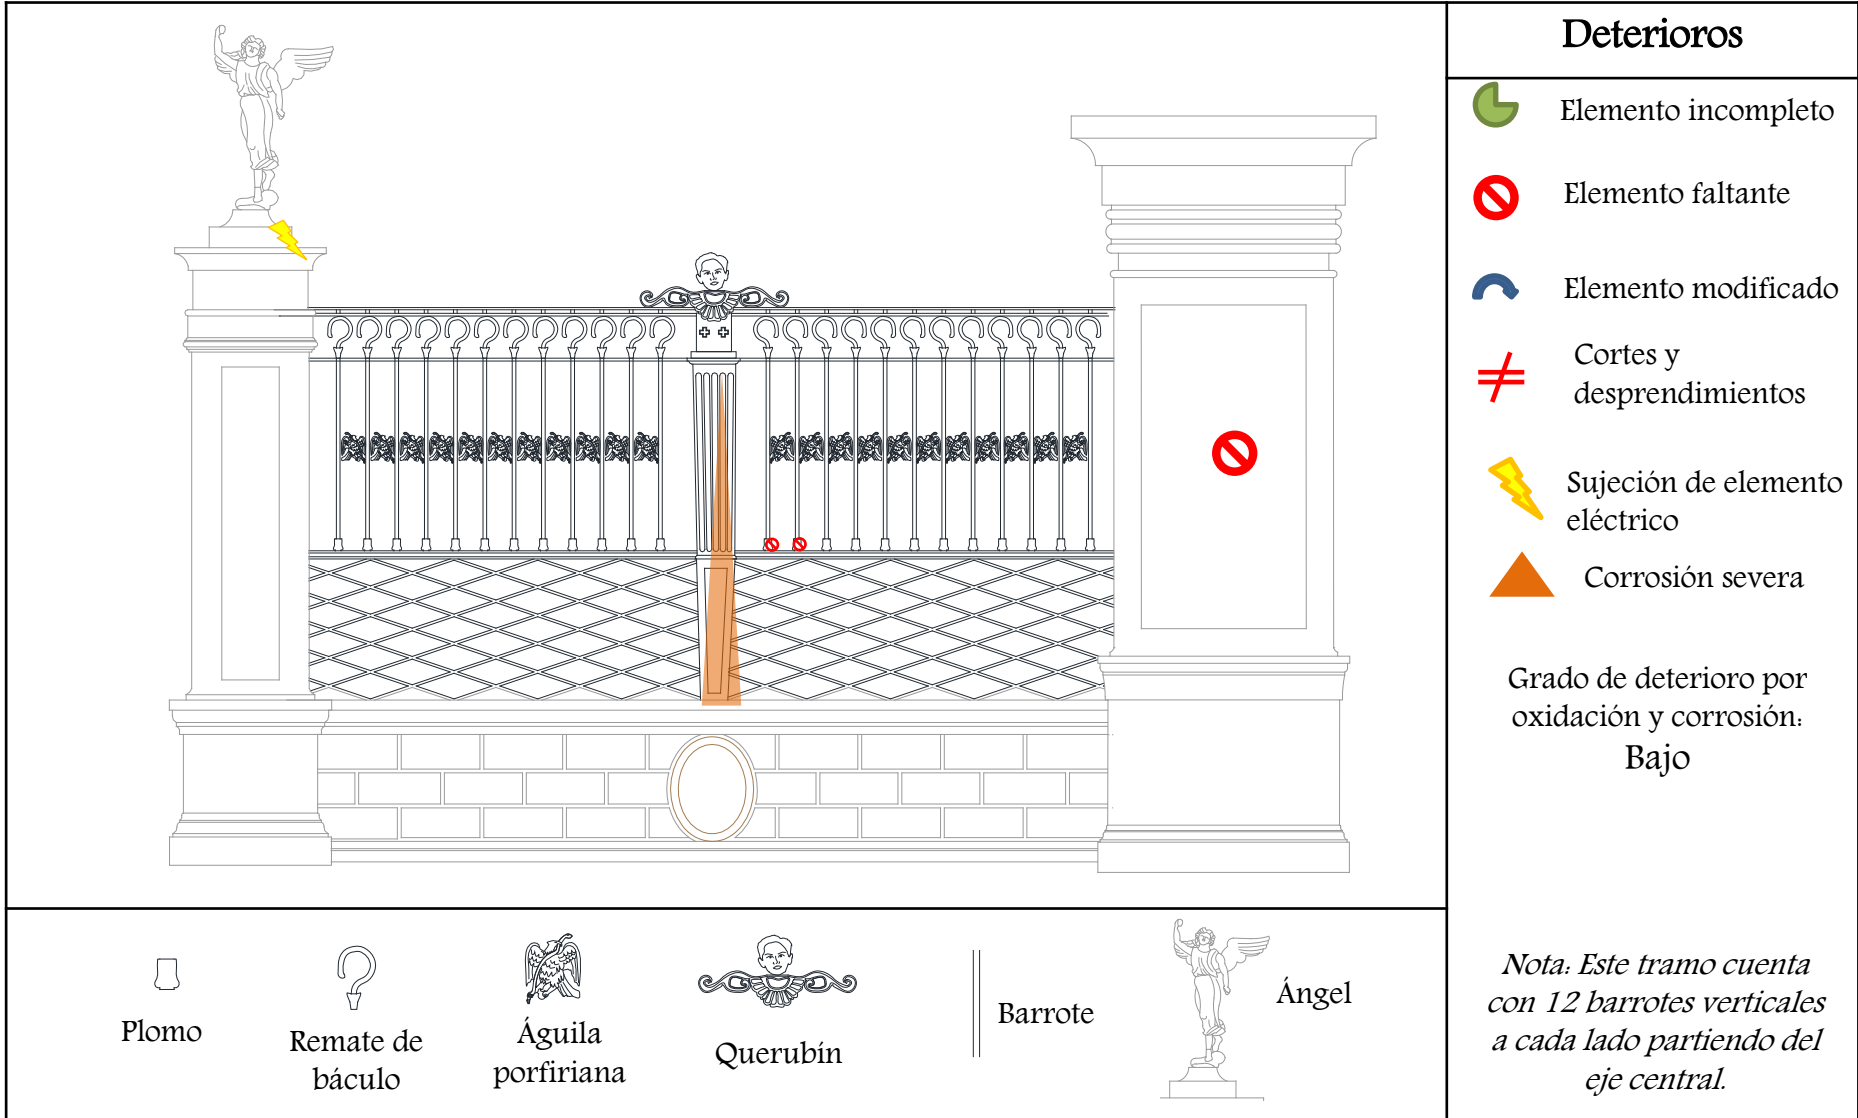 Deterioros
Elemento incompleto
Elemento faltante
Elemento modificado
Cortes y
desprendimientos
Sujeción de elemento
eléctrico
Corrosión severa
Grado de deterioro por
oxidación y corrosión:
Bajo
Nota: Este tramo cuenta
con 12 barrotes verticales
a cada lado partiendo del
eje central.
Plomo
Remate de
báculo
Águila
porfiriana
Querubín
Barrote
Ángel